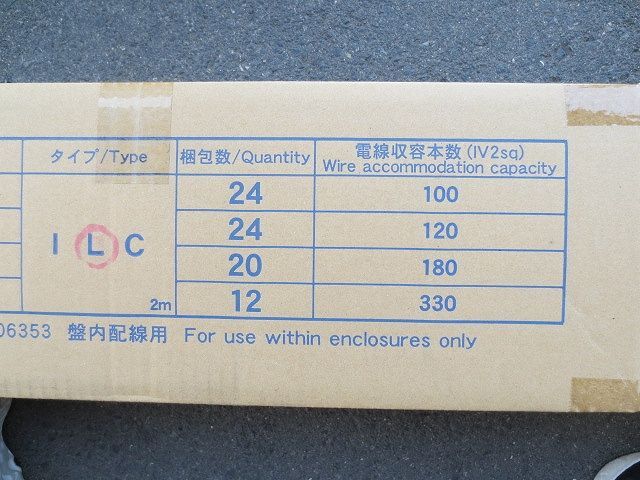 タイプ/Type 梱包数/Quantity 電線収容本数(IV2sq)
Wire accommodation capacity
24 100
24 120
I L C
20 180
12 330
2m
06353 盤内配線用 For use within enclosures only